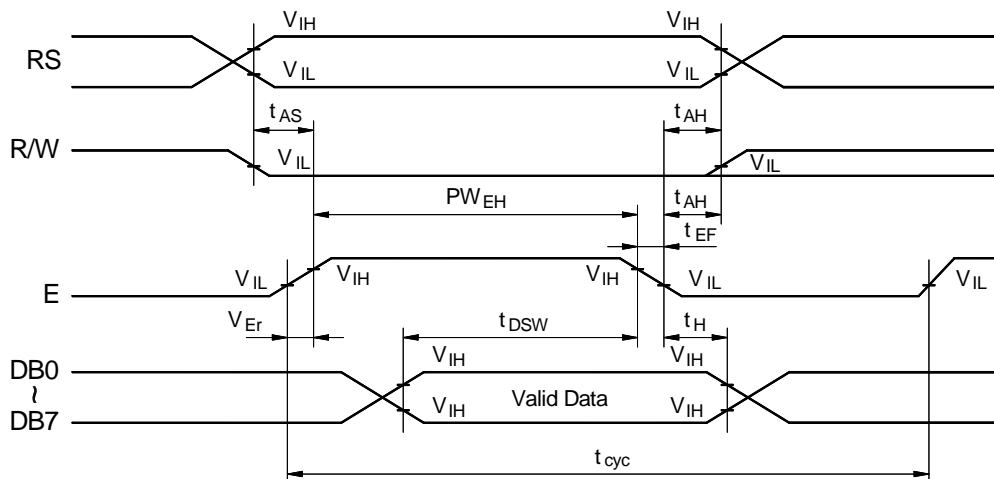 VIH VIH
RS
VIL VIL
tAS tAH
R/W
VIL VIL
PWEH tAH
tEF
VIL VIH VIH VIL VIL
E
VEr tDSW tH
VIH VIH
DB0
~
Valid Data
DB7
VIH VIH
tcyc